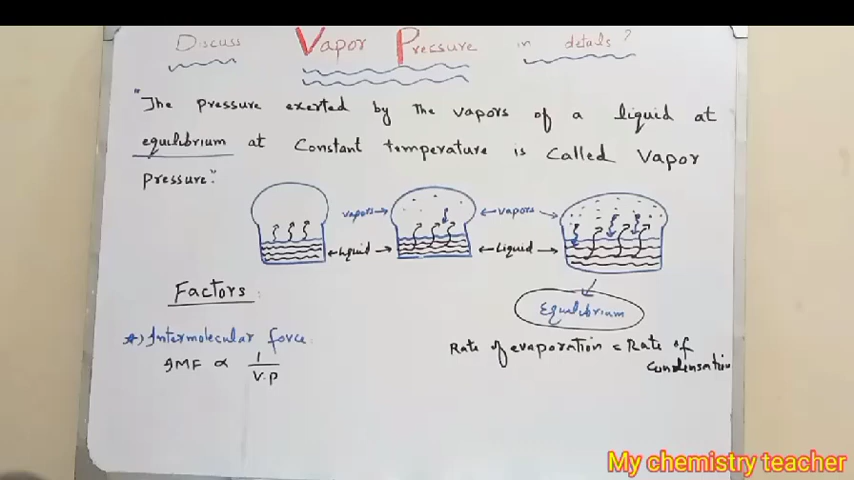 Discuss Vapor Precsure in details?
"The pressure exerted by the vapors of a liquid at
equilibrium at Constant temperature is Called Vapor
pressure".
vapors vapors
liquid Liquid
Factors
Equilibrium
*) Intermolecular force
IMF ∝ 1/V.P
Rate of evaporation = Rate of
condensation
My chemistry teacher